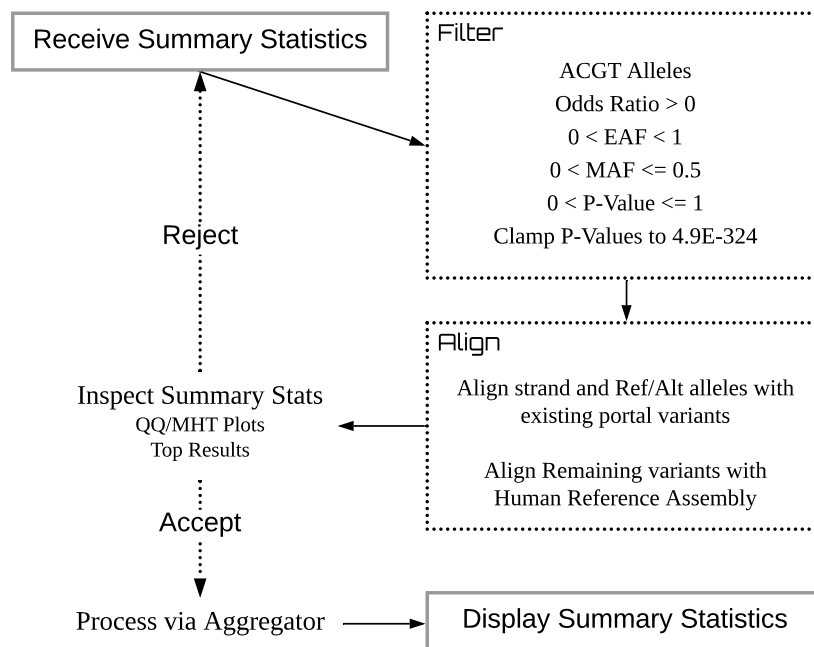 Receive Summary Statistics
Filter
ACGT Alleles
Odds Ratio > 0
0 < EAF < 1
0 < MAF <= 0.5
0 < P-Value <= 1
Clamp P-Values to 4.9E-324
Align
Align strand and Ref/Alt alleles with
existing portal variants
Align Remaining variants with
Human Reference Assembly
Reject
Inspect Summary Stats
QQ/MHT Plots
Top Results
Accept
Process via Aggregator
Display Summary Statistics